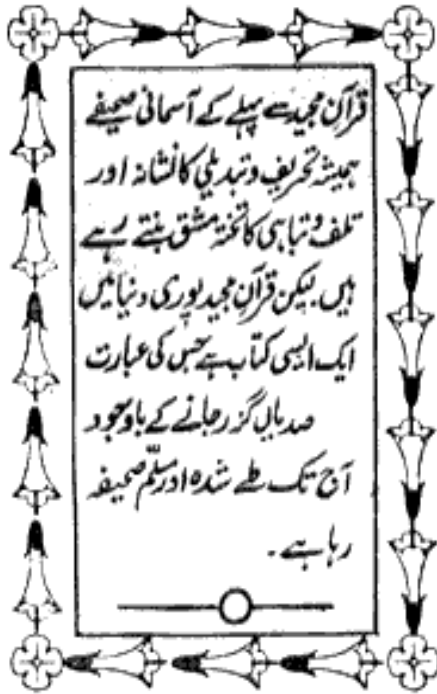 قرآنِ مجید سے پہلے کے آسمانی صحیفے
ہمیشہ تحریف و تبدیلی کا نشانہ اور
تلف و تباہی کا تختۂ مشق بنتے رہے
ہیں لیکن قرآنِ مجید پوری دنیا میں
ایک ایسی کتاب ہے جس کی عبارت
صدیاں گزر جانے کے باوجود
آج تک طے شدہ اور مسلّم صحیفہ
رہا ہے۔